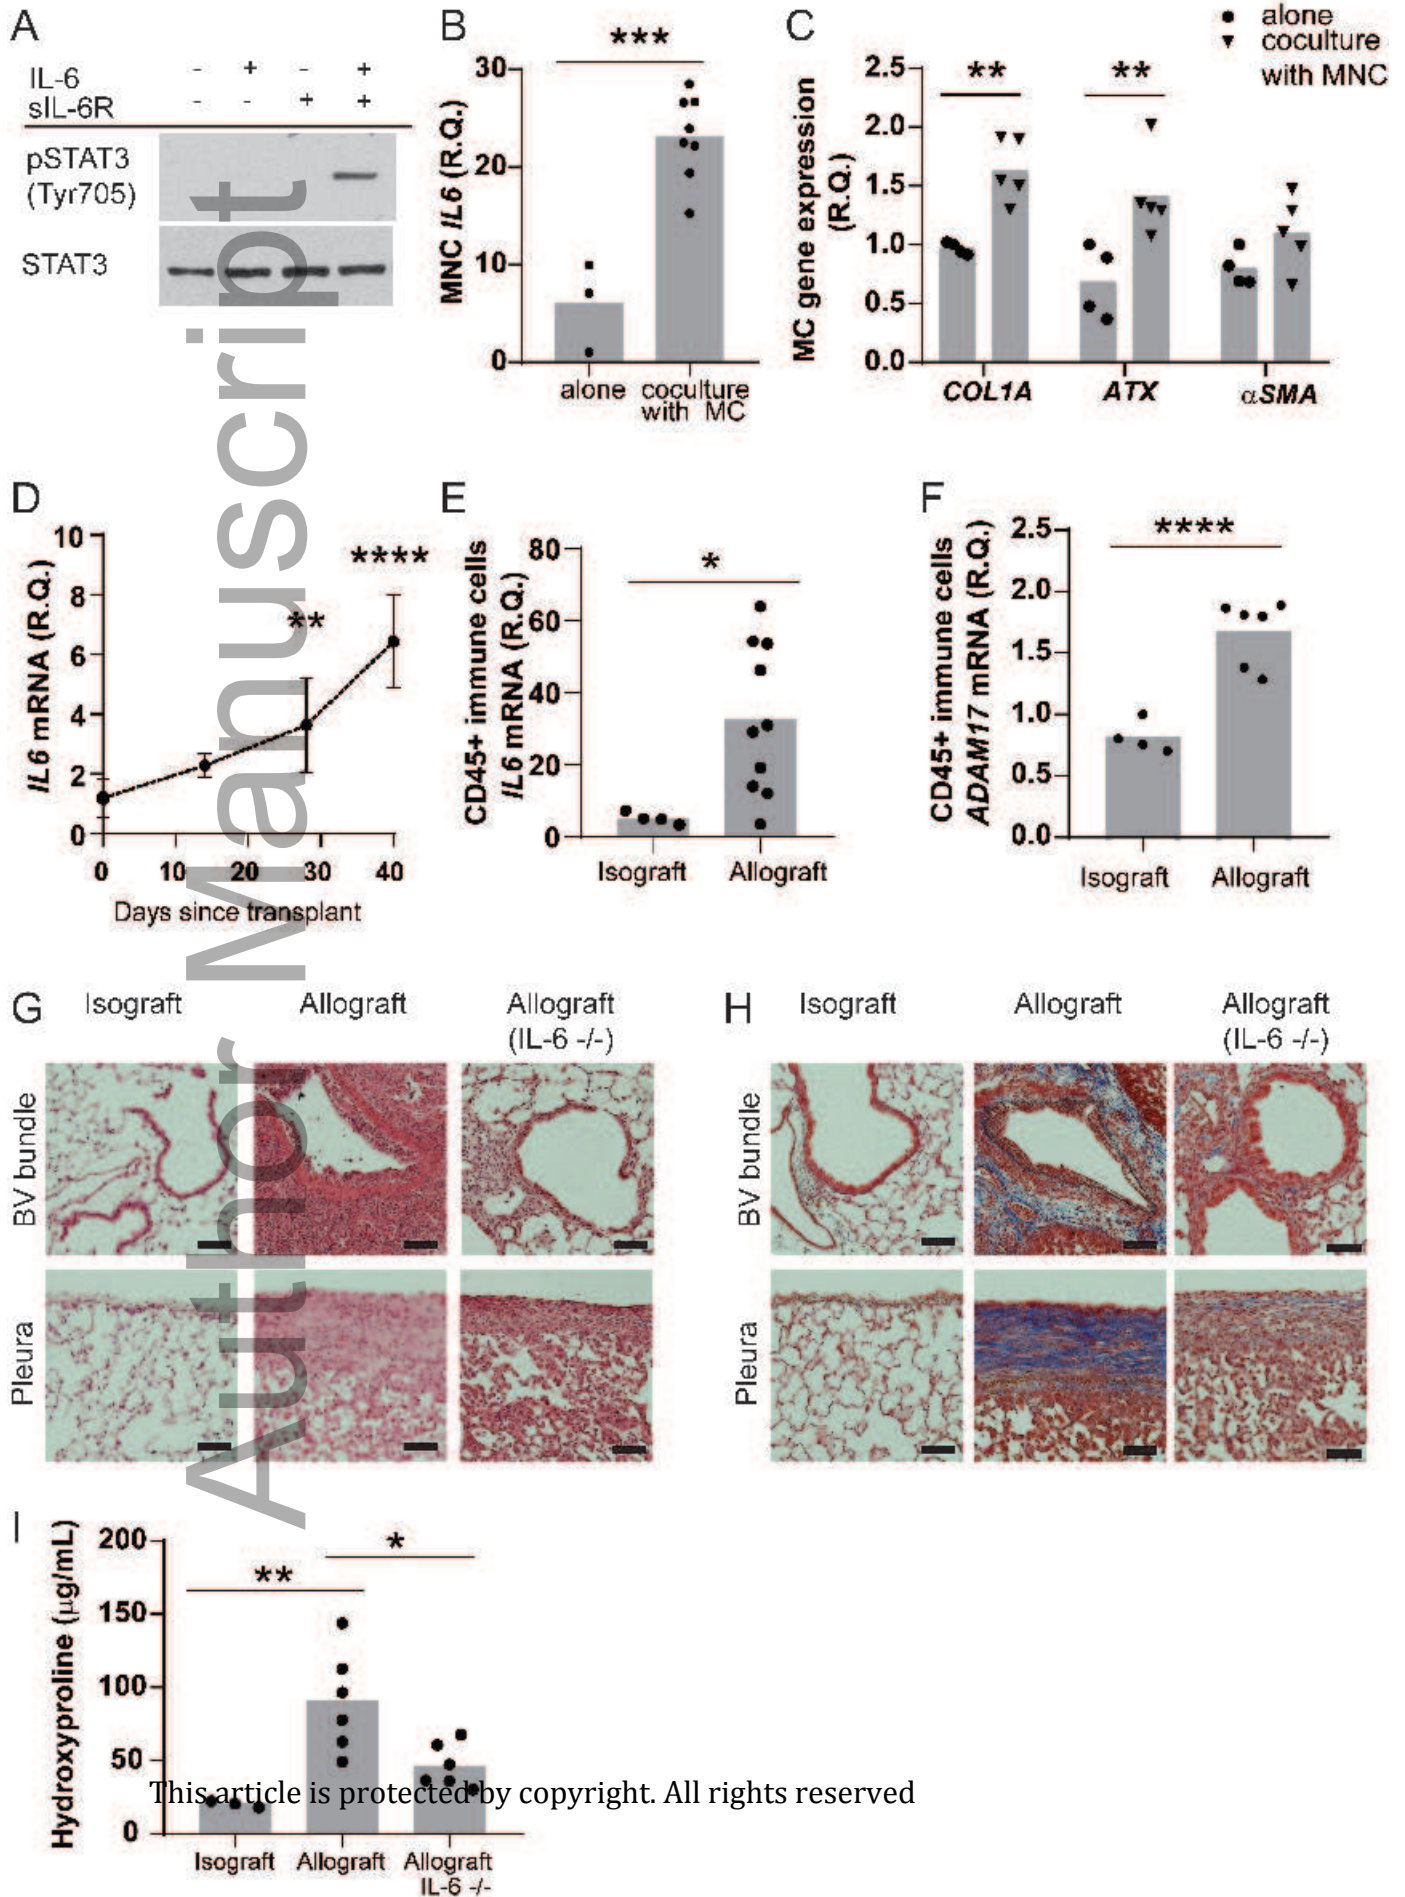 A
IL-6 - + - +
sIL-6R - - + +
pSTAT3
(Tyr705)
STAT3
B
***
MNC IL6 (R.Q.)
30
20
10
0
alone
coculture
with MC
C
alone
coculture
with MNC
** **
MC gene expression
(R.Q.)
2.5
2.0
1.5
1.0
0.5
0.0
COL1A ATX αSMA
D
IL6 mRNA (R.Q.)
10
8
6
4
2
0
**
****
0 10 20 30 40
Days since transplant
E
CD45+ immune cells
IL6 mRNA (R.Q.)
80
60
40
20
0
*
Isograft Allograft
F
CD45+ immune cells
ADAM17 mRNA (R.Q.)
2.5
2.0
1.5
1.0
0.5
0.0
****
Isograft Allograft
G
Isograft Allograft Allograft
(IL-6 -/-)
BV bundle
Pleura
H
Isograft Allograft Allograft
(IL-6 -/-)
BV bundle
Pleura
I
Hydroxyproline (μg/mL)
200
150
100
50
0
**
*
Isograft Allograft Allograft
IL-6 -/-
Author Manuscript
This article is protected by copyright. All rights reserved